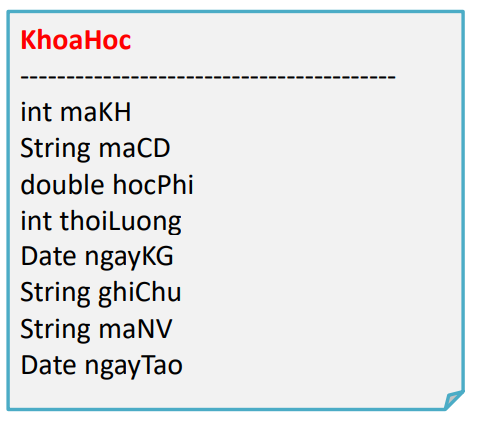 KhoaHoc
-----------------------------------------
int maKH
String maCD
double hocPhi
int thoiLuong
Date ngayKG
String ghiChu
String maNV
Date ngayTao